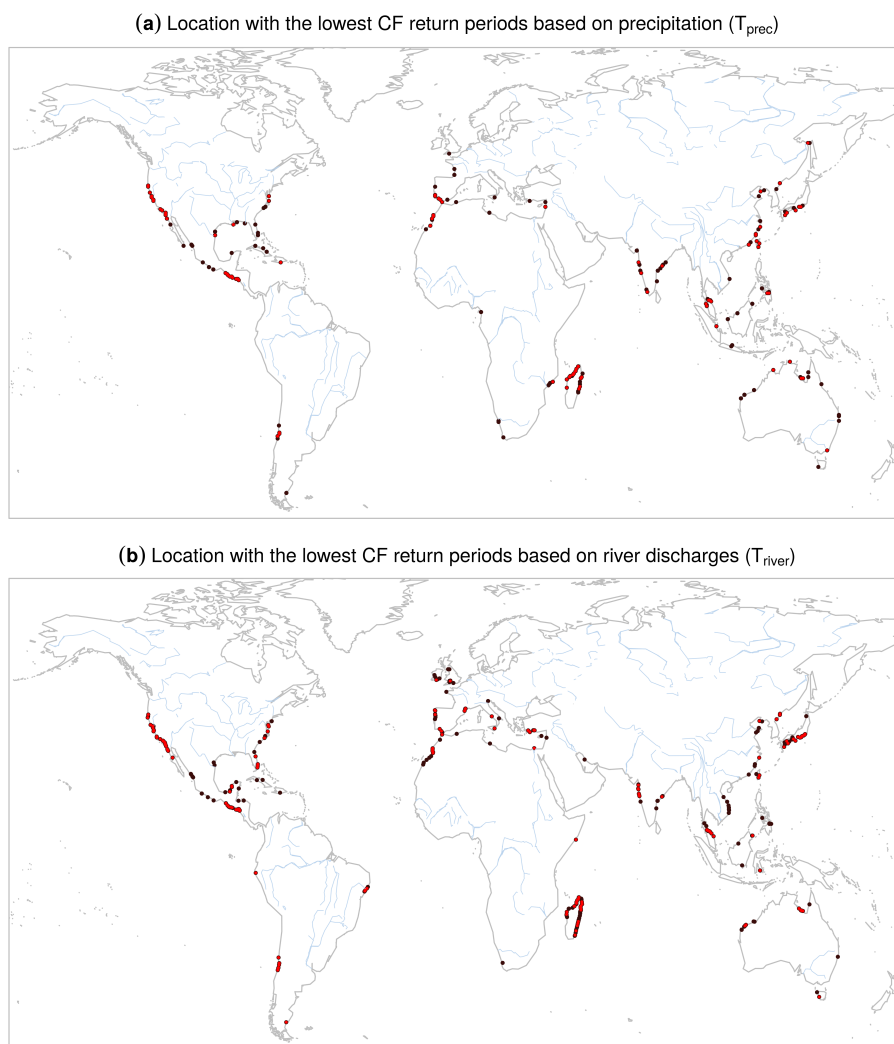 (a) Location with the lowest CF return periods based on precipitation (Tprec)
(b) Location with the lowest CF return periods based on river discharges (Triver)